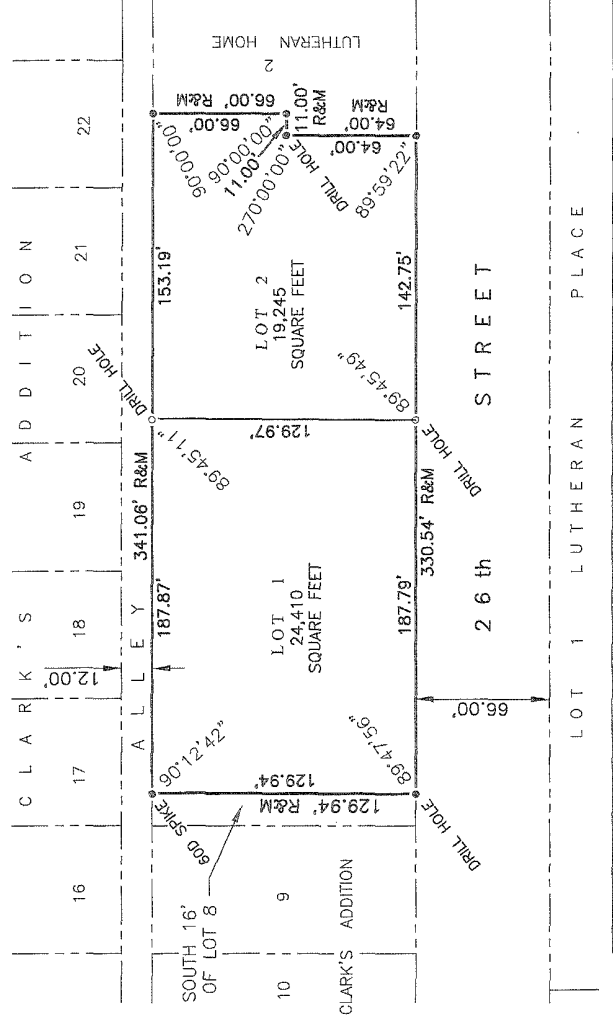 CLARK'S ADDITION
16
17
18
19
20
21
22
12.00'
ALLEY
341.06' R&M
187.87'
153.19'
DRILL HOLE
60D SPIKE
90°12'42"
89°45'11"
90°00'00"
66.00'
66.00' R&M
90°00'00"
11.00'
11.00'
R&M
270°00'00"
DRILL HOLE
64.00'
64.00'
R&M
89°59'22"
2
LUTHERAN HOME
SOUTH 16'
OF LOT 8
129.94' R&M
129.94'
LOT 1
24,410
SQUARE FEET
129.97'
LOT 2
19,245
SQUARE FEET
10
9
CLARK'S ADDITION
89°47'56"
89°45'49"
187.79'
142.75'
330.54' R&M
DRILL HOLE
DRILL HOLE
66.00'
26th STREET
LOT 1 LUTHERAN PLACE